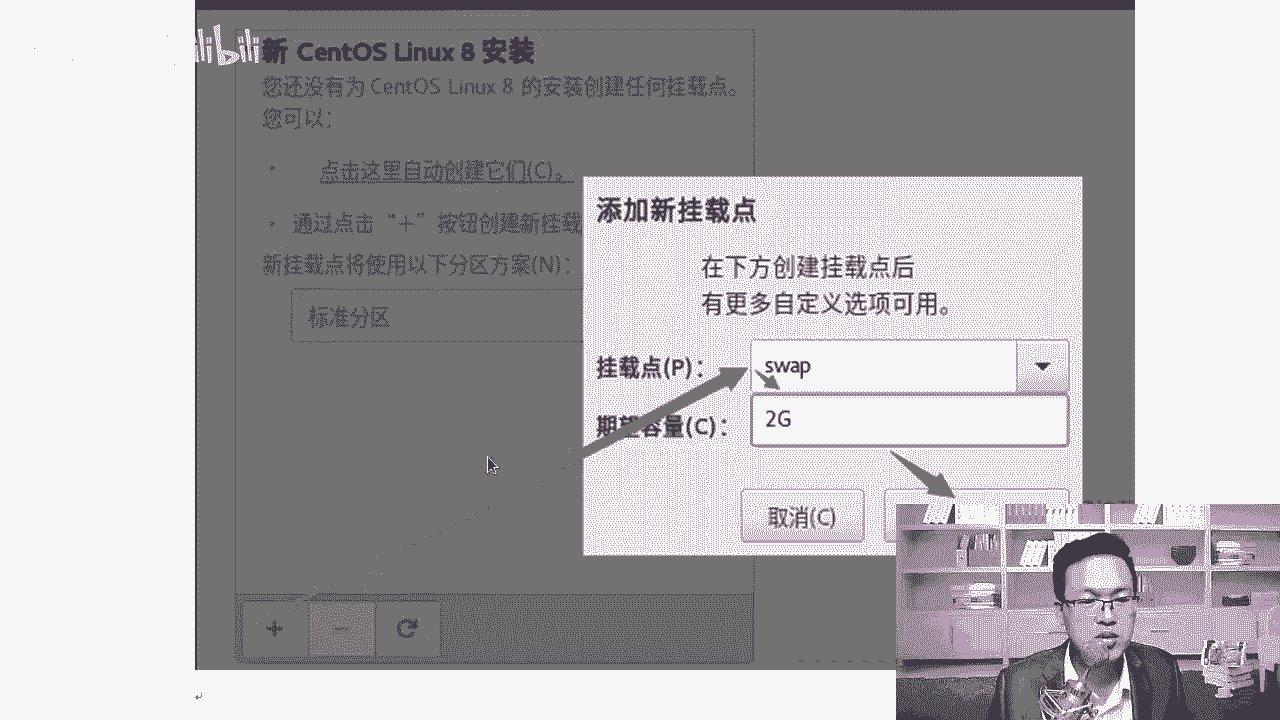 ilibili
新 CentOS Linux 8 安装
您还没有为 CentOS Linux 8 的安装创建任何挂载点。
您可以：
• 点击这里自动创建它们(C)。
• 通过点击“+”按钮创建新挂载
新挂载点将使用以下分区方案(N)：
标准分区
添加新挂载点
在下方创建挂载点后
有更多自定义选项可用。
挂载点(P)：
swap
期望容量(C)：
2G
取消(C)